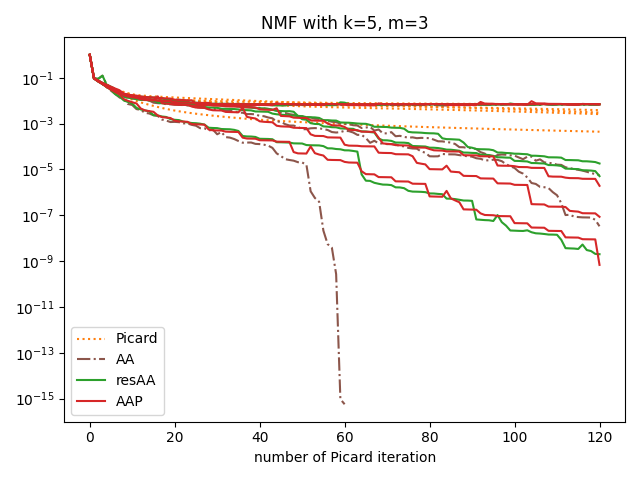 NMF with k=5, m=3
10⁻¹
10⁻³
10⁻⁵
10⁻⁷
10⁻⁹
10⁻¹¹
10⁻¹³
10⁻¹⁵
Picard
AA
resAA
AAP
0 20 40 60 80 100 120
number of Picard iteration